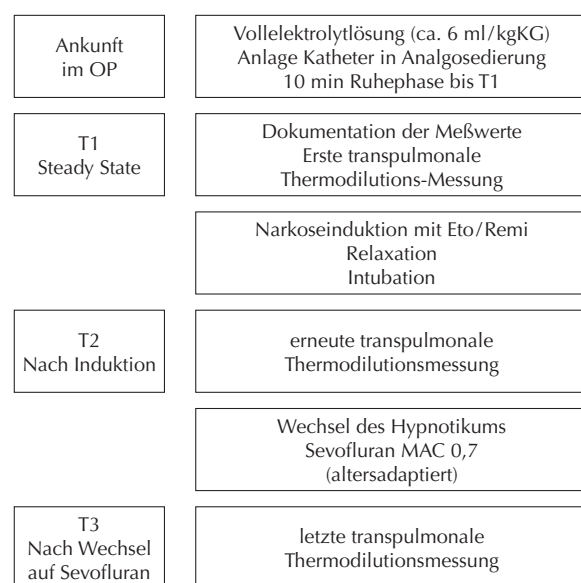 Ankunft
im OP
Vollelektrolytlösung (ca. 6 ml/kgKG)
Anlage Katheter in Analgosedierung
10 min Ruhephase bis T1
T1
Steady State
Dokumentation der Meßwerte
Erste transpulmonale
Thermodilutions-Messung
Narkoseinduktion mit Eto/Remi
Relaxation
Intubation
T2
Nach Induktion
erneute transpulmonale
Thermodilutionsmessung
Wechsel des Hypnotikums
Sevofluran MAC 0,7
(altersadaptiert)
T3
Nach Wechsel
auf Sevofluran
letzte transpulmonale
Thermodilutionsmessung